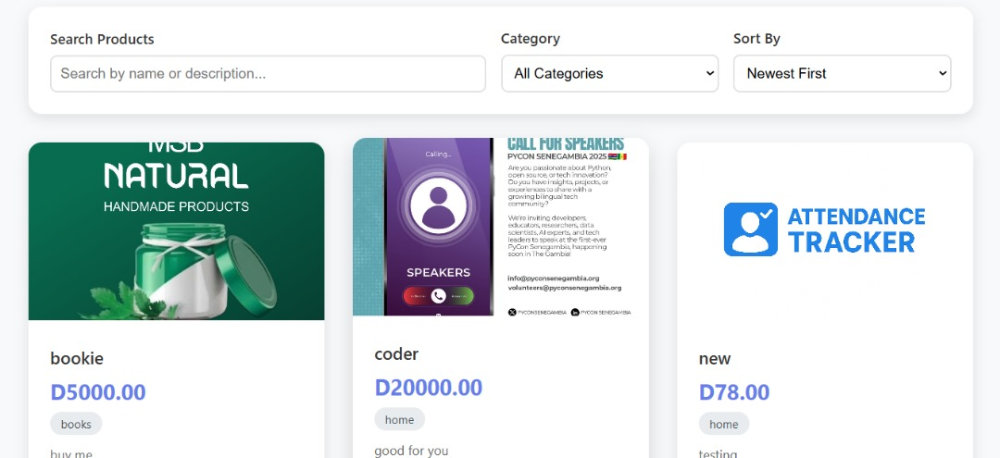 Search Products
Search by name or description...
Category
All Categories
Sort By
Newest First
MSB
NATURAL
HANDMADE PRODUCTS
bookie
D5000.00
books
buy me
Calling...
SPEAKERS
CALL FOR SPEAKERS
PYCON SENEGAMBIA 2025 🇬🇲🇸🇳
Are you passionate about Python,
open source, or tech innovation?
Do you have insights, projects, or
experiences to share with a
growing bilingual tech
community?
We're inviting developers,
educators, researchers, data
scientists, AI experts, and tech
leaders to speak at the first-ever
PyCon Senegambia, happening
soon in The Gambia!
info@pyconsenegambia.org
volunteers@pyconsenegambia.org
PYCONSENEGAMBIA
PYCON SENEGAMBIA
coder
D20000.00
home
good for you
ATTENDANCE
TRACKER
new
D78.00
home
testing